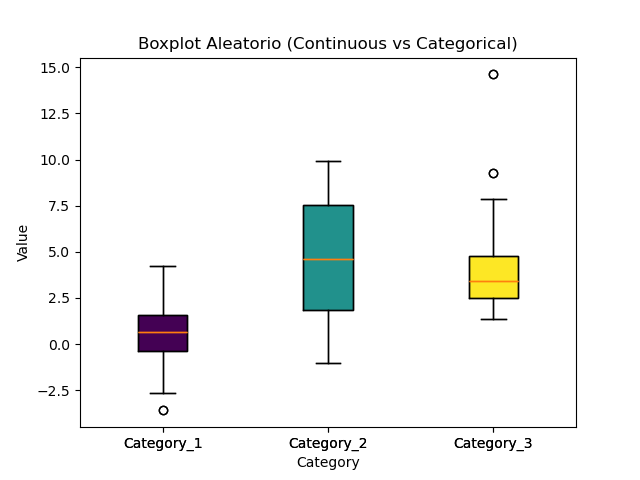 Boxplot Aleatorio (Continuous vs Categorical)
15.0
12.5
10.0
7.5
5.0
2.5
0.0
−2.5
Value
Category_1 Category_2 Category_3
Category